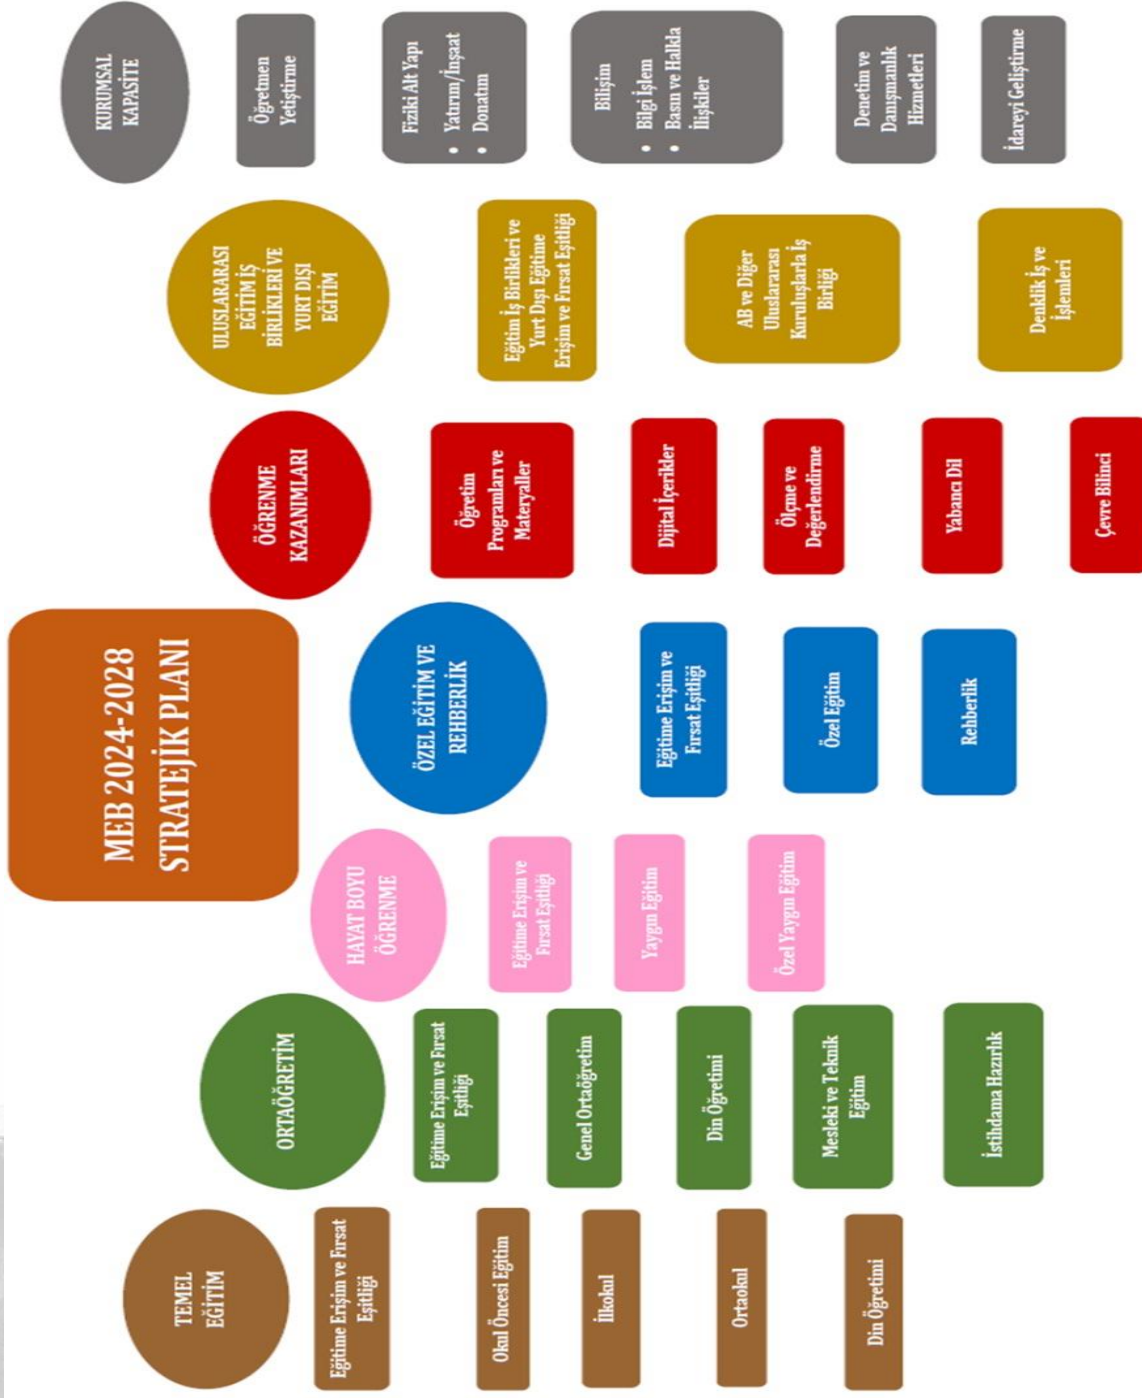 MEB 2024-2028
STRATEJİK PLANI
TEMEL
EĞİTİM
Eğitime Erişim ve Fırsat
Eşitliği
Okul Öncesi Eğitim
İlkokul
Ortaokul
Din Öğretimi
ORTAÖĞRETİM
Eğitime Erişim ve Fırsat
Eşitliği
Genel Ortaöğretim
Din Öğretimi
Mesleki ve Teknik
Eğitim
İstihdama Hazırlık
HAYAT BOYU
ÖĞRENME
Eğitime Erişim ve
Fırsat Eşitliği
Yaygın Eğitim
Özel Yaygın Eğitim
ÖZEL EĞİTİM VE
REHBERLİK
Eğitime Erişim ve
Fırsat Eşitliği
Özel Eğitim
Rehberlik
ÖĞRENME
KAZANIMLARI
Öğretim
Programları ve
Materyaller
Dijital İçerikler
Ölçme ve
Değerlendirme
Yabancı Dil
Çevre Bilinci
ULUSLARARASI
EĞİTİM İŞ
BİRLİKLERİ VE
YURT DIŞI
EĞİTİM
Eğitim İş Birlikleri ve
Yurt Dışı Eğitime
Erişim ve Fırsat Eşitliği
AB ve Diğer
Uluslararası
Kuruluşlarla İş
Birliği
Denklik İş ve
İşlemleri
KURUMSAL
KAPASİTE
Öğretmen
Yetiştirme
Fiziki Alt Yapı
• Yatırım/İnşaat
• Donatım
Bilişim
• Bilgi İşlem
• Basın ve Halkla
İlişkiler
Denetim ve
Danışmanlık
Hizmetleri
İdareyi Geliştirme